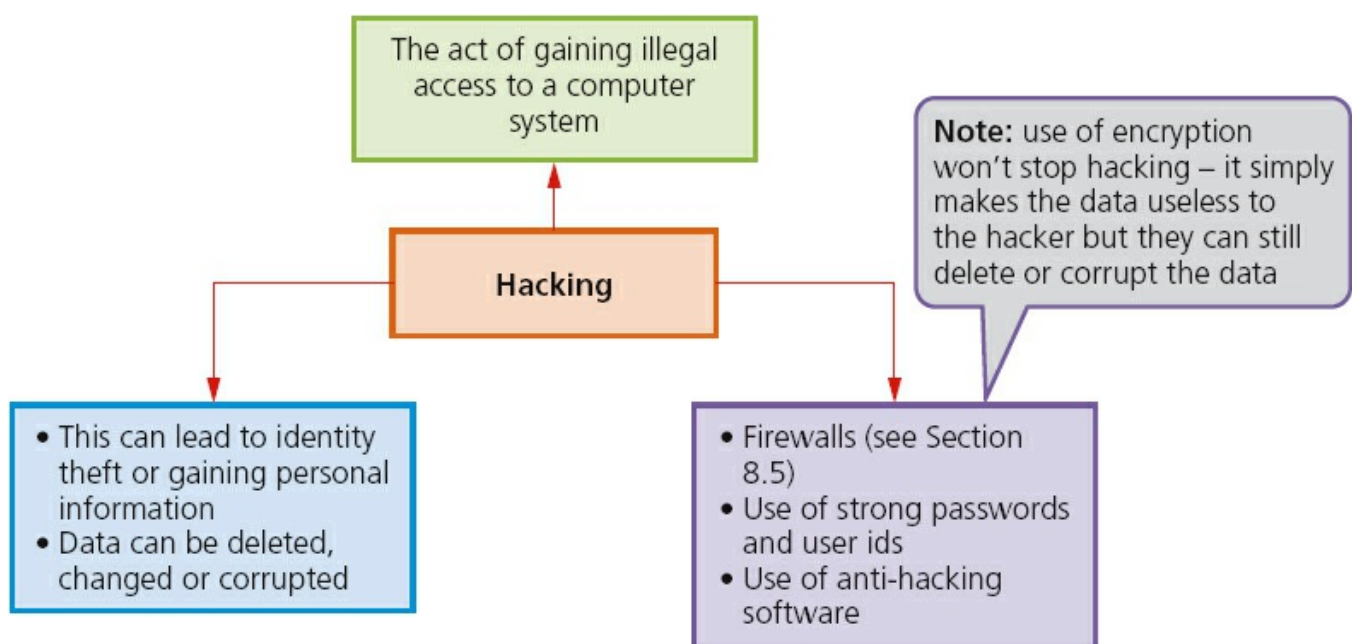 The act of gaining illegal
access to a computer
system
Note: use of encryption
won’t stop hacking – it simply
makes the data useless to
the hacker but they can still
delete or corrupt the data
Hacking
• This can lead to identity
theft or gaining personal
information
• Data can be deleted,
changed or corrupted
• Firewalls (see Section
8.5)
• Use of strong passwords
and user ids
• Use of anti-hacking
software